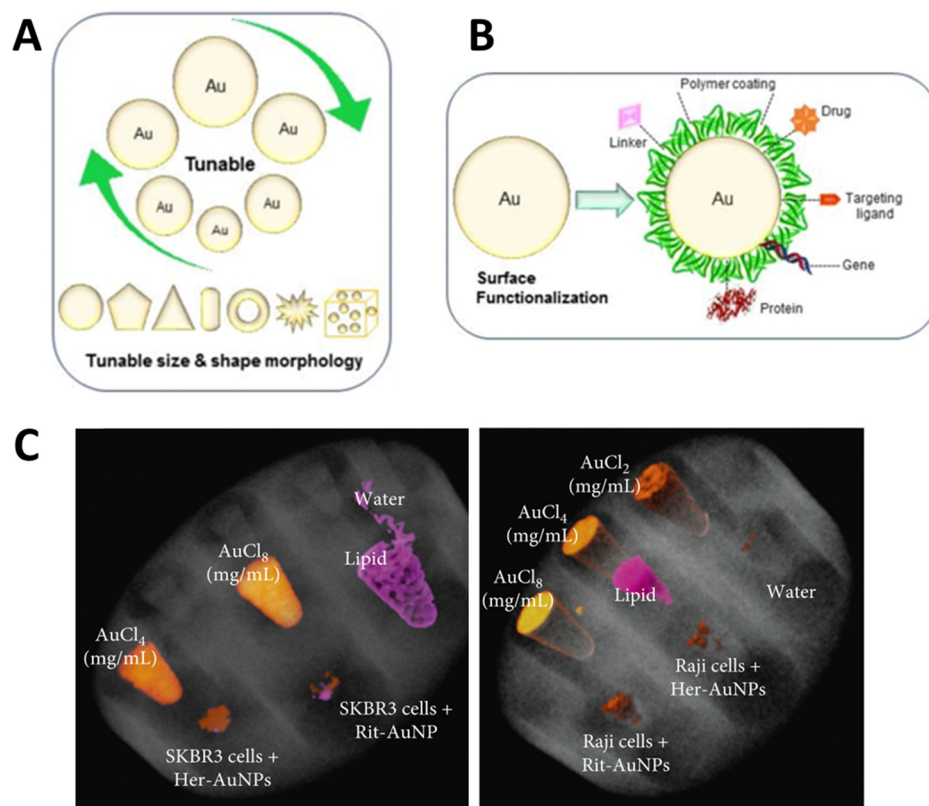 A
Au
Au
Au
Tunable
Au
Au
Au
Tunable size & shape morphology
B
Polymer coating
Drug
Linker
Au
Au
Targeting
ligand
Surface
Functionalization
Gene
Protein
C
Water
AuCl₈
(mg/mL)
Lipid
AuCl₄
(mg/mL)
SKBR3 cells +
Rit-AuNP
SKBR3 cells +
Her-AuNPs
AuCl₂
(mg/mL)
AuCl₄
(mg/mL)
AuCl₈
(mg/mL)
Lipid
Water
Raji cells +
Her-AuNPs
Raji cells +
Rit-AuNPs